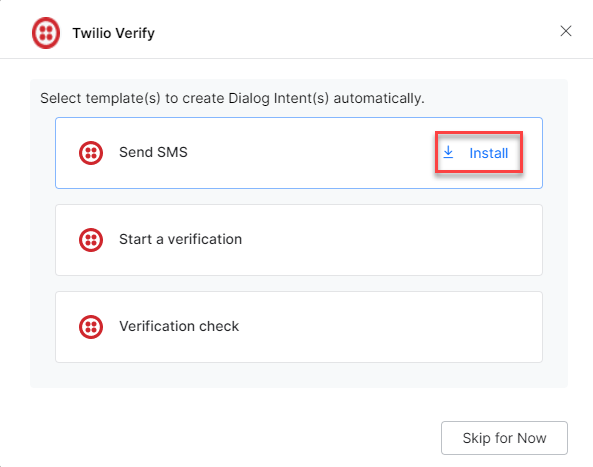 Twilio Verify
Select template(s) to create Dialog Intent(s) automatically.
Send SMS
Install
Start a verification
Verification check
Skip for Now